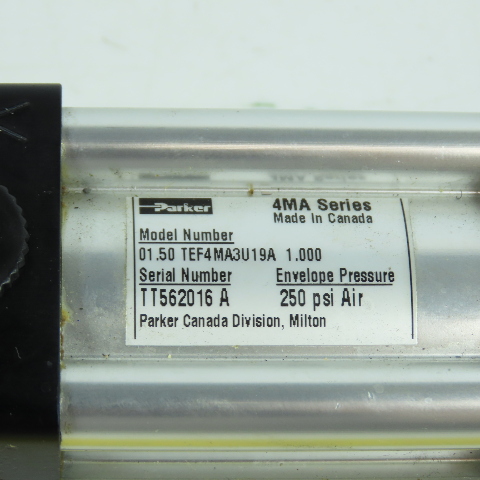 Parker 4MA Series
Made In Canada
Model Number
01.50 TEF4MA3U19A 1.000
Serial Number Envelope Pressure
TT562016 A 250 psi Air
Parker Canada Division, Milton